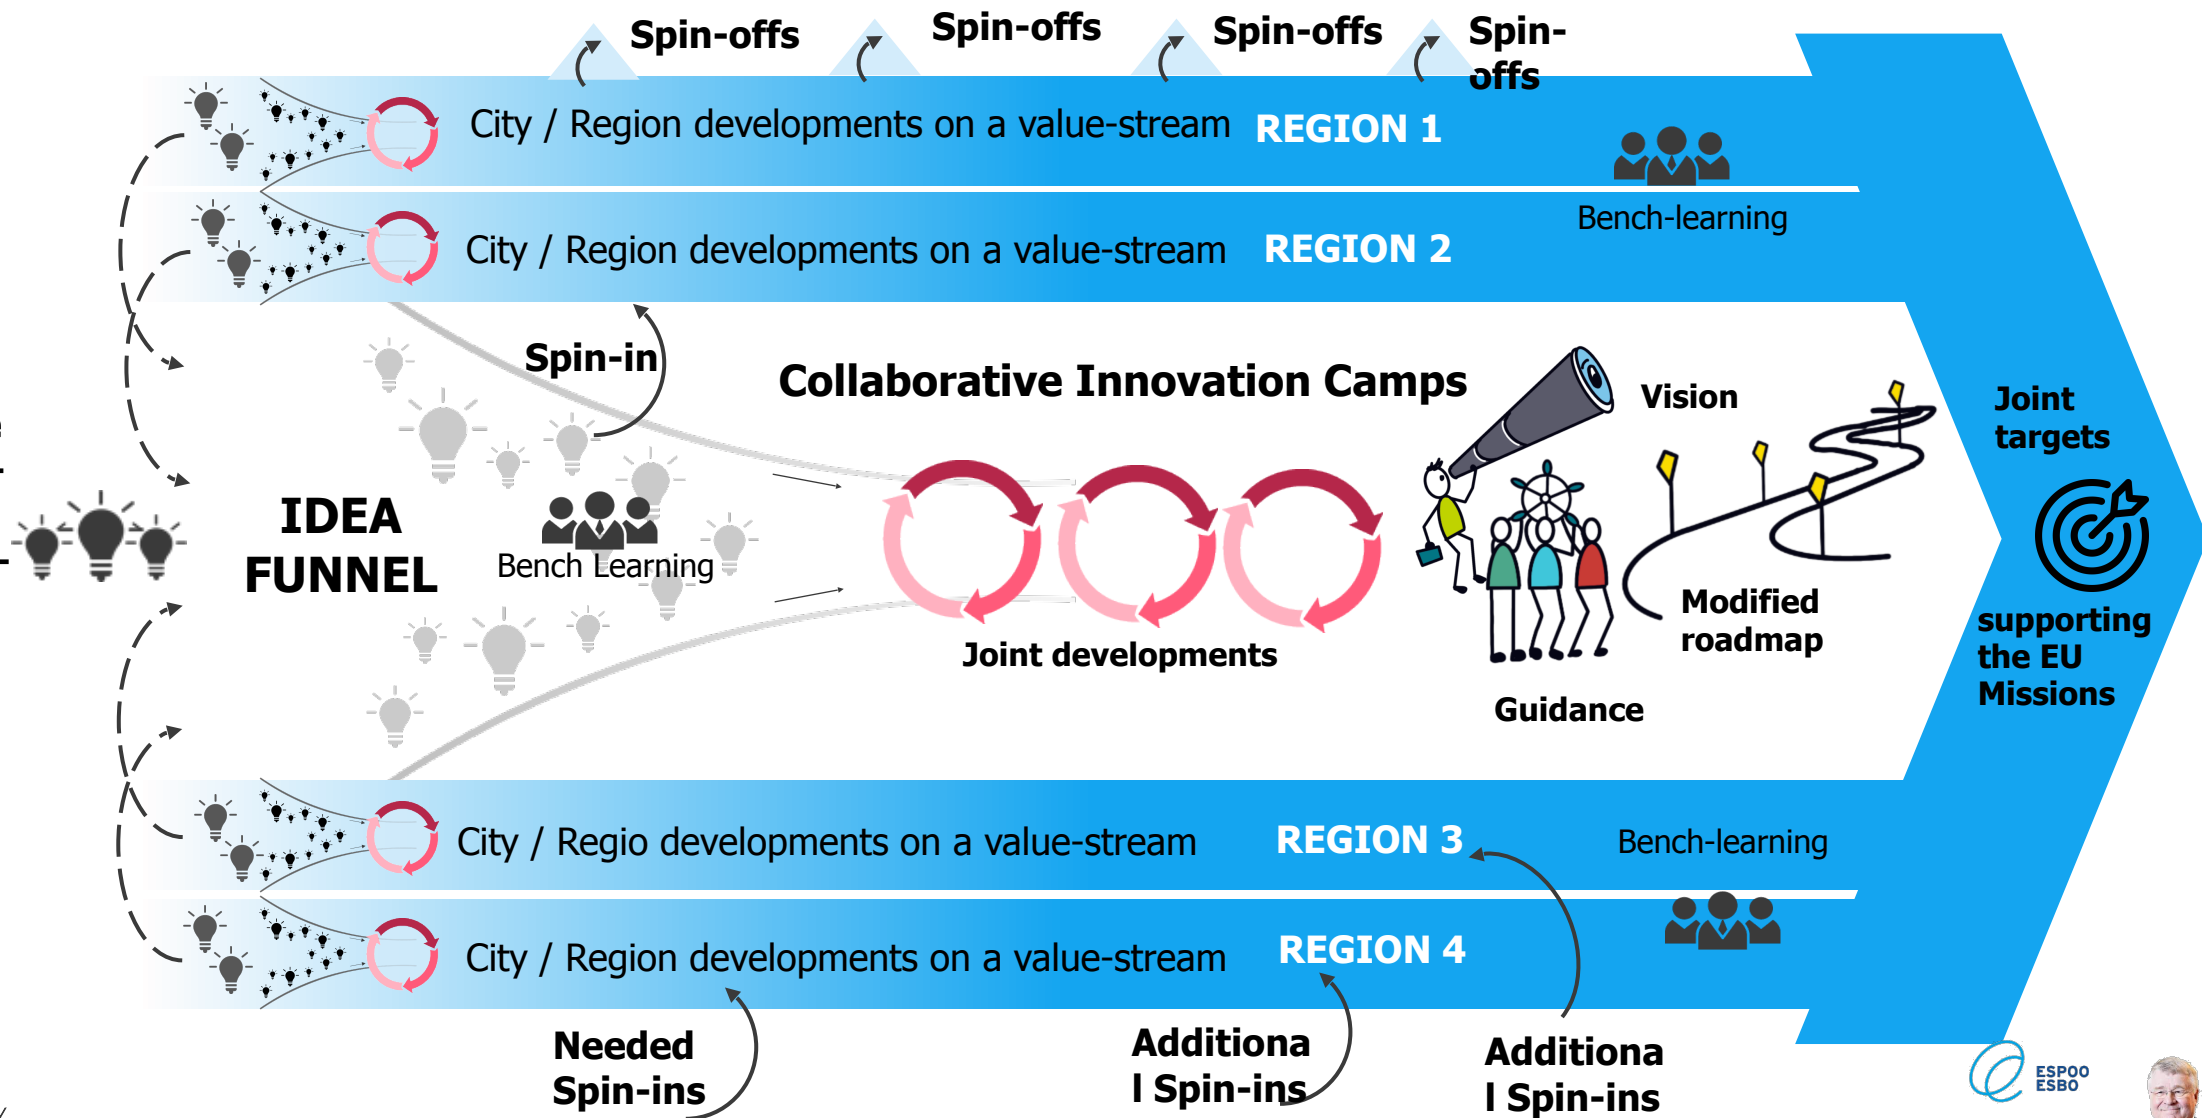 Spin-offs
Spin-offs
Spin-offs
Spin-
offs
City / Region developments on a value-stream REGION 1
Bench-learning
City / Region developments on a value-stream REGION 2
Spin-in
Collaborative Innovation Camps
Vision
Joint
targets
IDEA
FUNNEL
Bench Learning
Modified
roadmap
supporting
the EU
Missions
Joint developments
Guidance
City / Regio developments on a value-stream REGION 3
Bench-learning
City / Region developments on a value-stream REGION 4
Needed
Spin-ins
Additiona
l Spin-ins
Additiona
l Spin-ins
ESPOO
ESBO